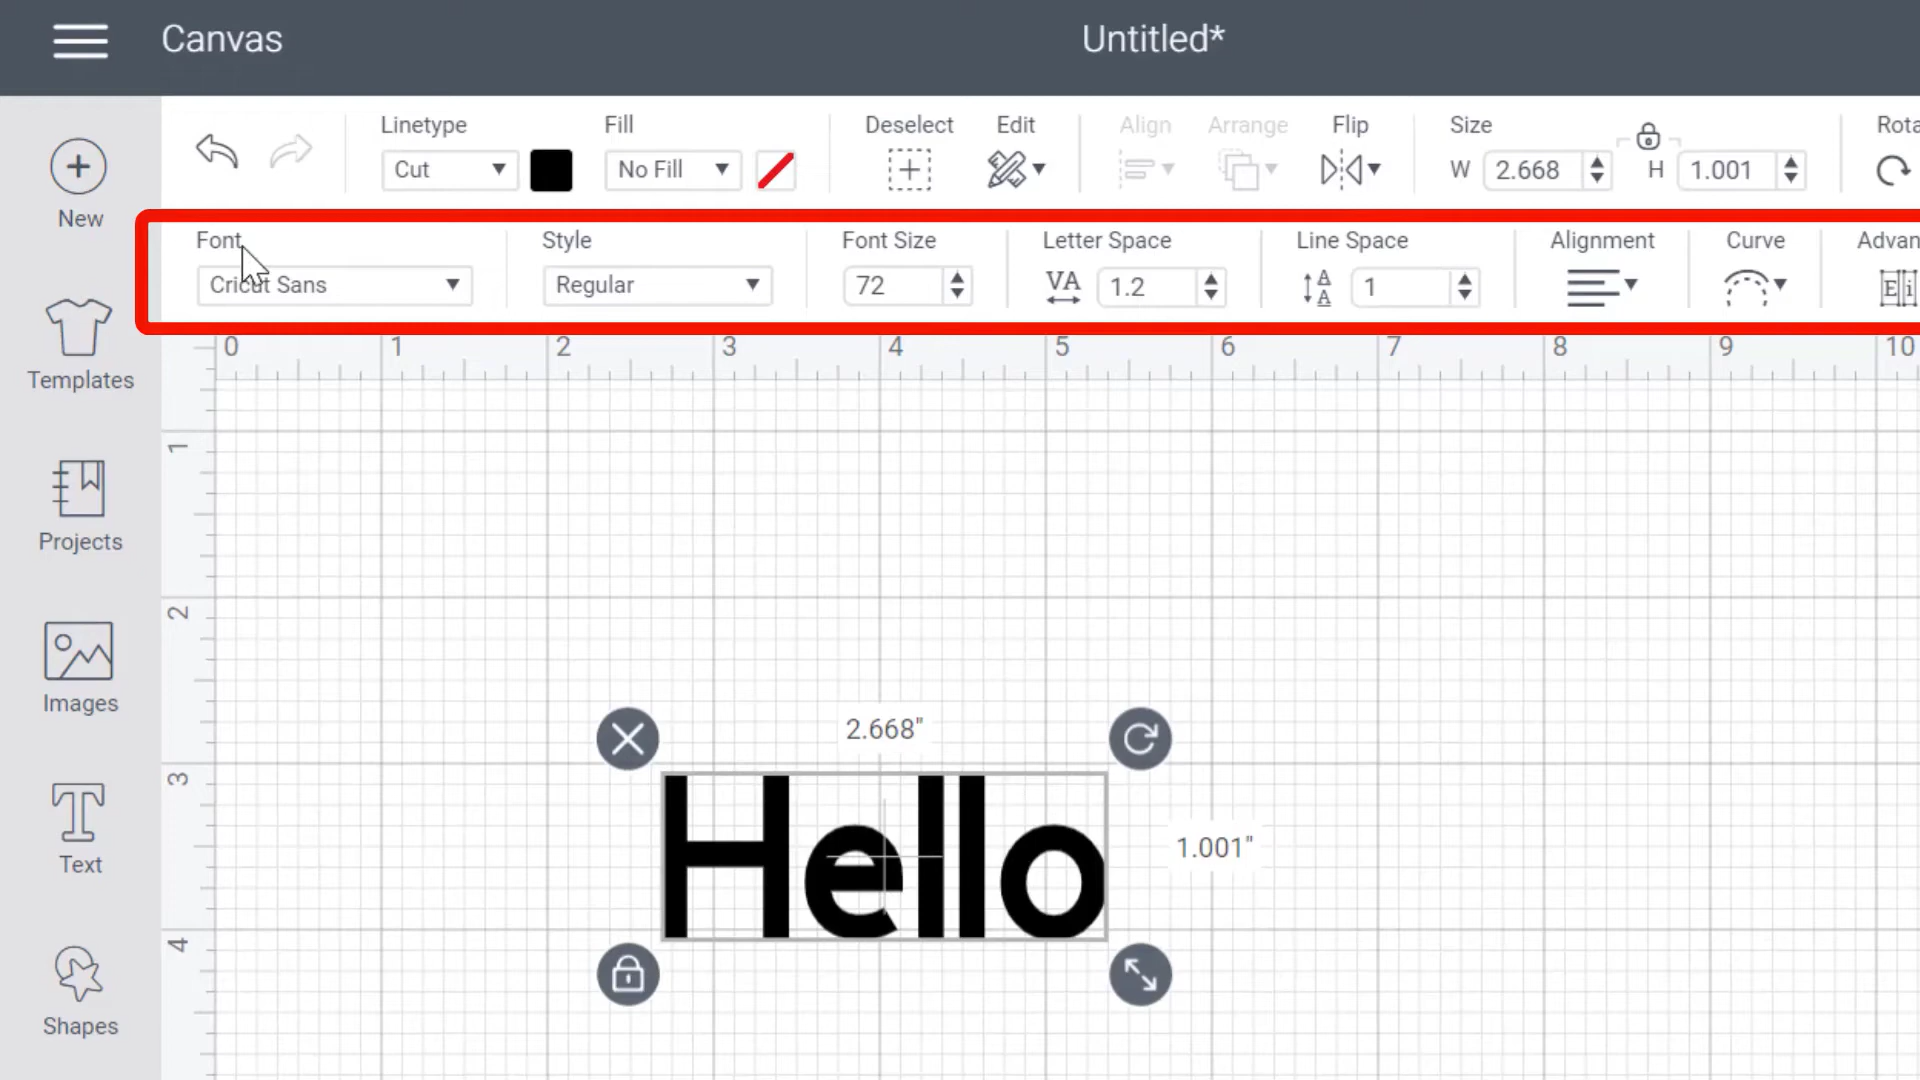 Canvas
Untitled*
Linetype
Fill
Deselect
Edit
Align
Arrange
Flip
Size
Rota
Cut
No Fill
W 2.668
H 1.001
New
Font
Style
Font Size
Letter Space
Line Space
Alignment
Curve
Advan
Cricut Sans
Regular
72
VA 1.2
A A 1
E i
0 1 2 3 4 5 6 7 8 9 10
Templates
1
Projects
2
Images
2.668"
3
Hello
1.001"
Text
4
Shapes